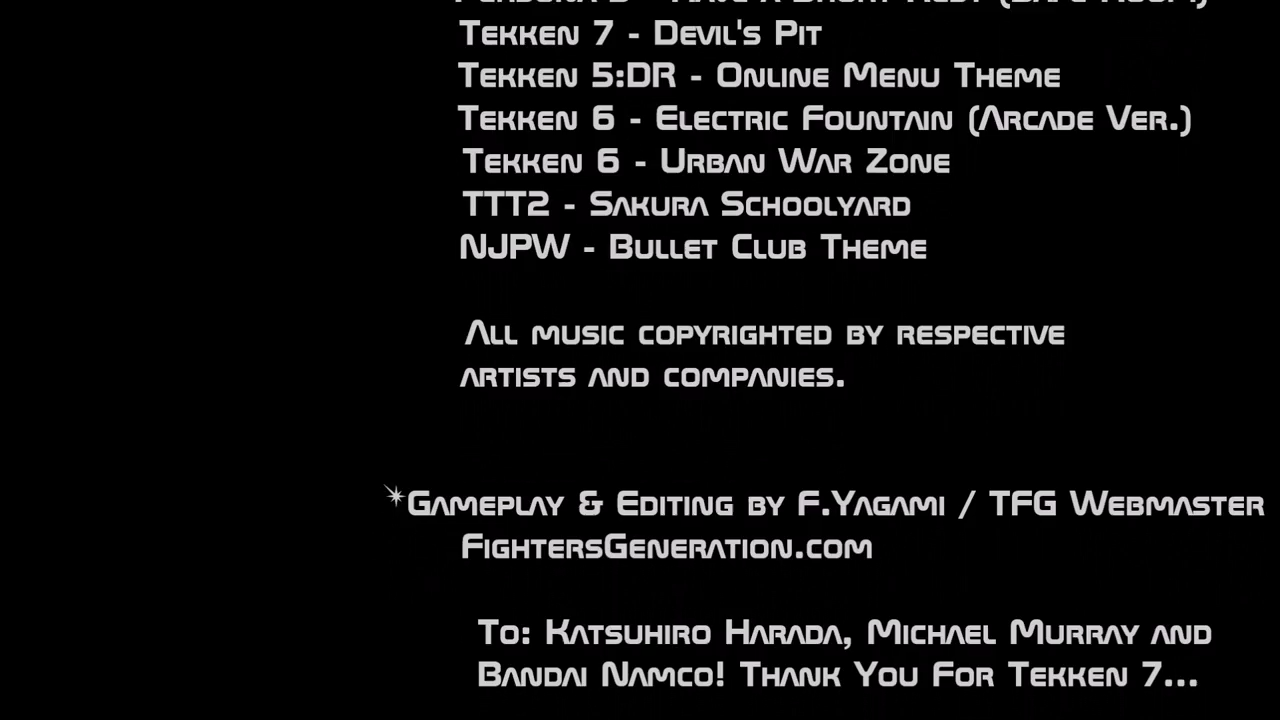 Tekken 7 - Devil's Pit
Tekken 5:DR - Online Menu Theme
Tekken 6 - Electric Fountain (Arcade Ver.)
Tekken 6 - Urban War Zone
TTT2 - Sakura Schoolyard
NJPW - Bullet Club Theme
All music copyrighted by respective
artists and companies.
*Gameplay & Editing by F.Yagami / TFG Webmaster
FightersGeneration.com
To: Katsuhiro Harada, Michael Murray and
Bandai Namco! Thank You For Tekken 7...